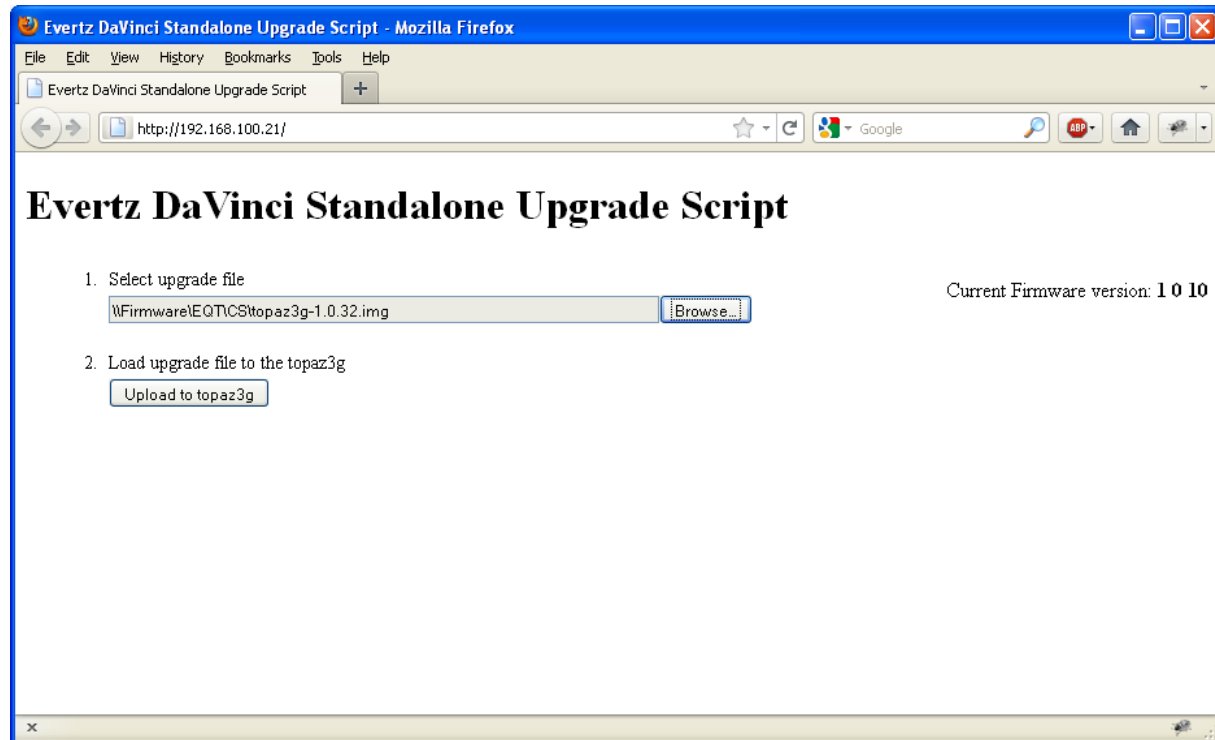 Evertz DaVinci Standalone Upgrade Script - Mozilla Firefox
File Edit View History Bookmarks Tools Help
Evertz DaVinci Standalone Upgrade Script +
http://192.168.100.21/ Google ABP
Evertz DaVinci Standalone Upgrade Script
1. Select upgrade file
\\Firmware\EQT\CS\topaz3g-1.0.32.img Browse...
Current Firmware version: 1 0 10
2. Load upgrade file to the topaz3g
Upload to topaz3g
x